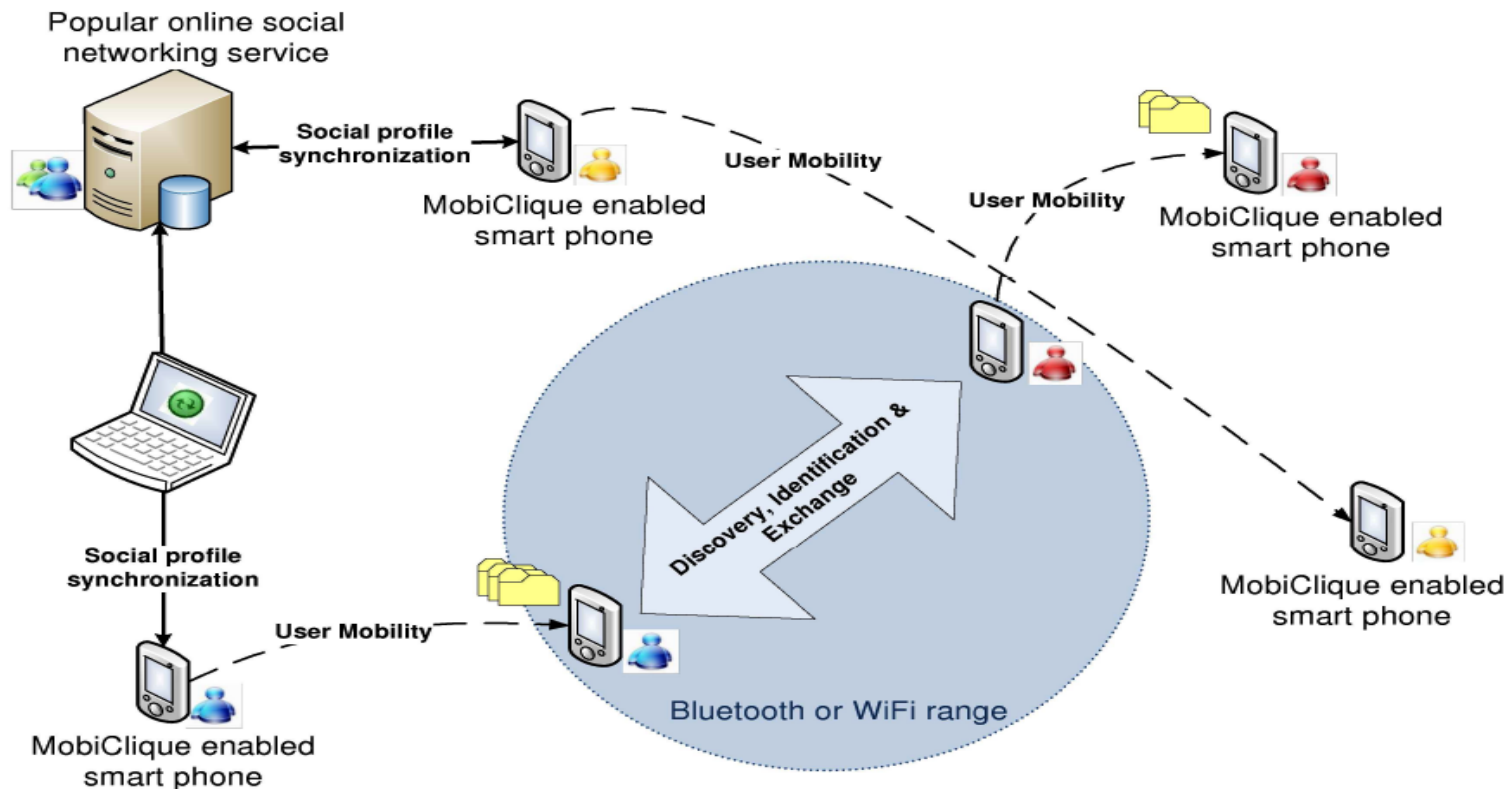 Popular online social
networking service
Social profile
synchronization
MobiClique enabled
smart phone
User Mobility
User Mobility
MobiClique enabled
smart phone
Discovery, Identification &
Exchange
Social profile
synchronization
MobiClique enabled
smart phone
User Mobility
Bluetooth or WiFi range
MobiClique enabled
smart phone